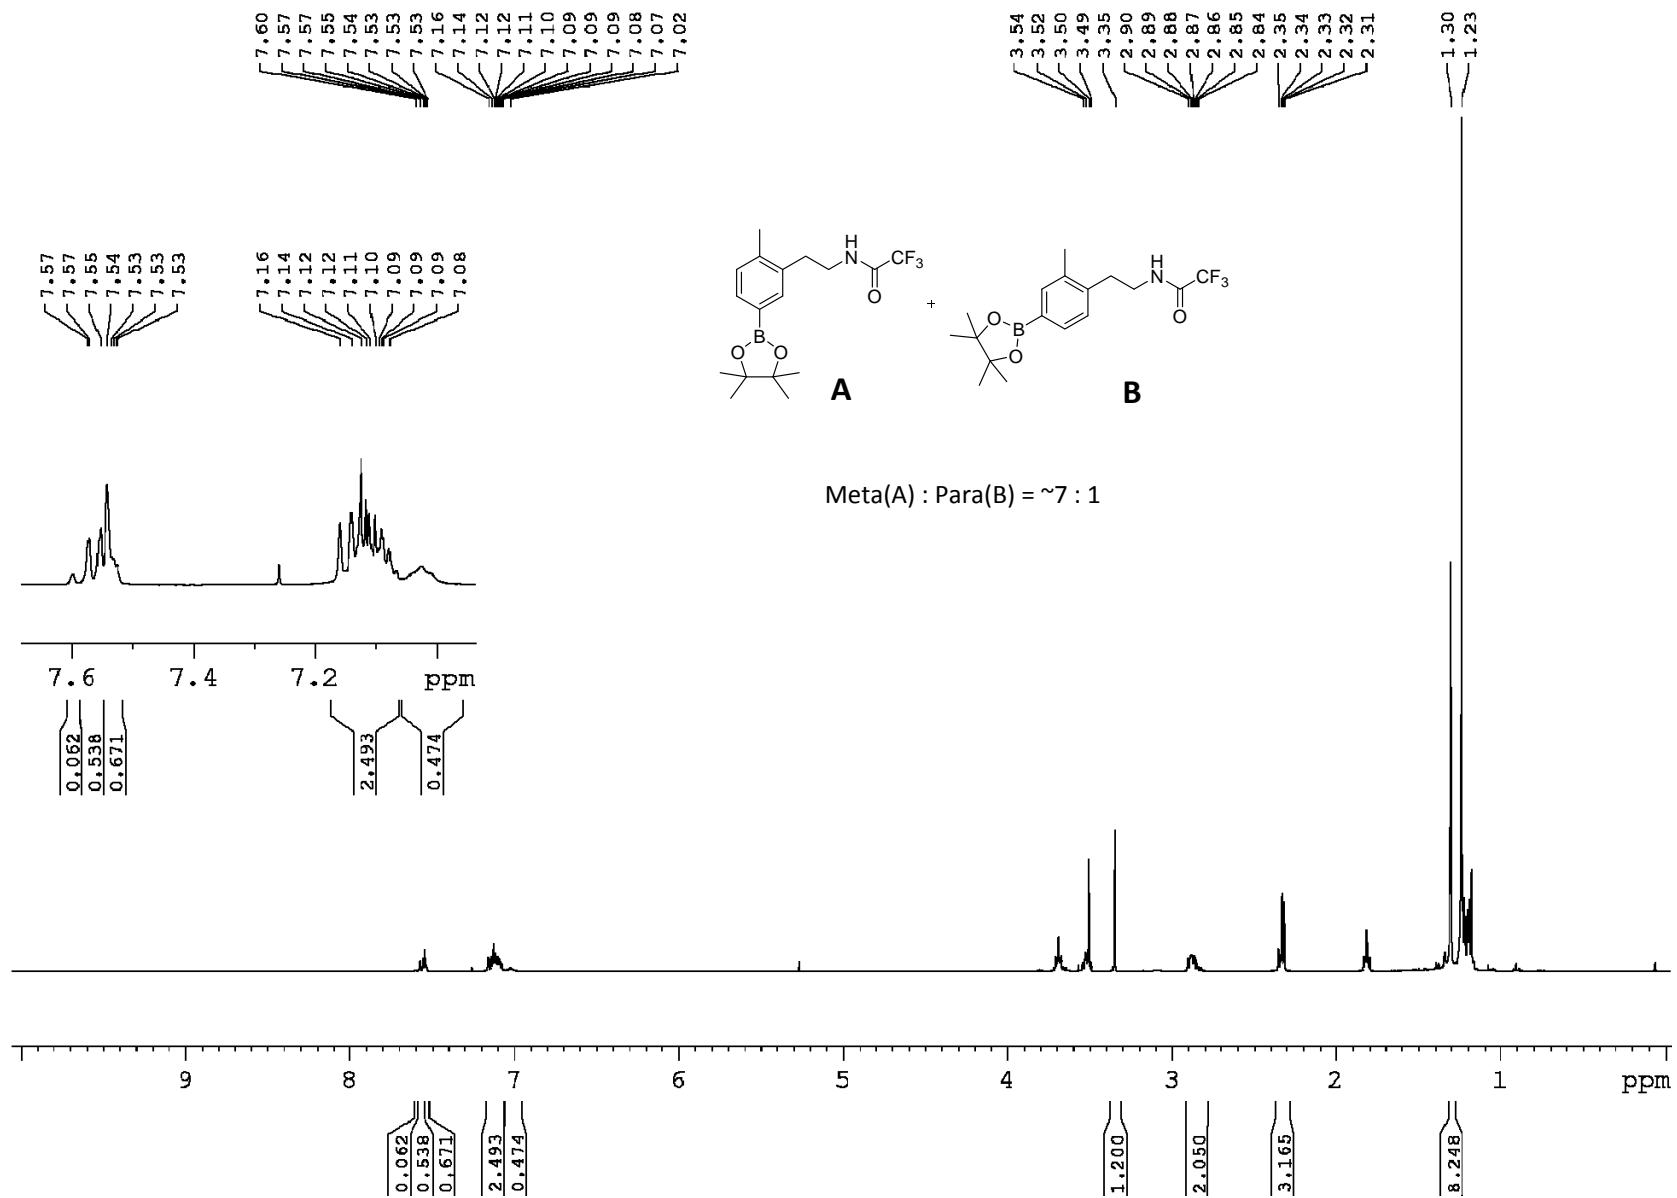 7.60 7.57 7.57 7.55 7.54 7.53 7.53 7.16 7.14 7.12 7.12 7.11 7.10 7.09 7.09 7.08 7.07 7.02 3.54 3.52 3.50 3.49 3.35 2.90 2.89 2.88 2.87 2.86 2.85 2.84 2.35 2.34 2.33 2.32 2.31 1.30 1.23
7.57 7.57 7.55 7.54 7.53 7.53 7.53 7.16 7.14 7.12 7.12 7.11 7.10 7.09 7.09 7.09 7.08
H
N CF3
O
B
O O
A
+
H
N CF3
O
O
B
O
B
Meta(A) : Para(B) = ~7 : 1
7.6 7.4 7.2 ppm
0.062 0.538 0.671 2.493 0.474
9 8 7 6 5 4 3 2 1 ppm
0.062 0.538 0.671 2.493 0.474 1.200 2.050 3.165 8.248